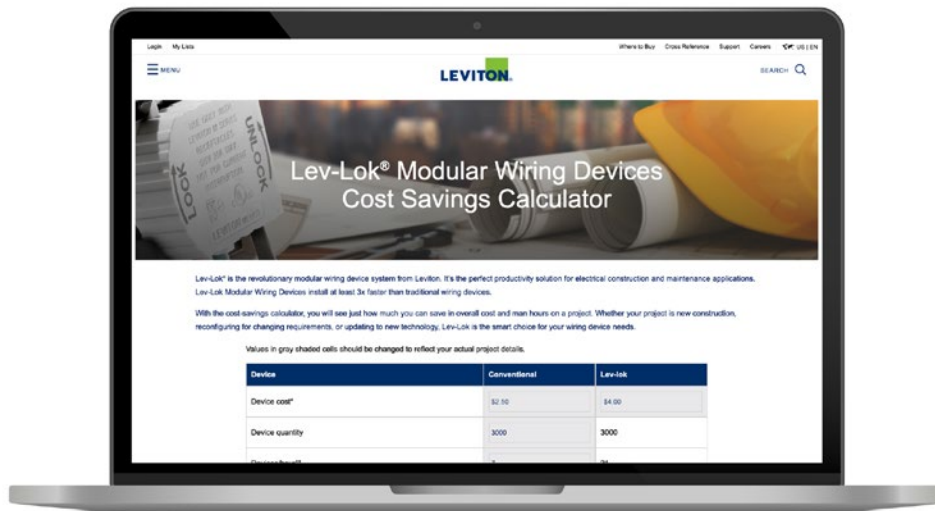 Login My Lists Where to Buy Cross Reference Support Careers US | EN
MENU LEVITON. SEARCH
LOCK
UNLOCK
Lev-Lok® Modular Wiring Devices
Cost Savings Calculator
Lev-Lok® is the revolutionary modular wiring device system from Leviton. It's the perfect productivity solution for electrical construction and maintenance applications.
Lev-Lok Modular Wiring Devices install at least 3x faster than traditional wiring devices.
With the cost-savings calculator, you will see just how much you can save in overall cost and man hours on a project. Whether your project is new construction,
reconfiguring for changing requirements, or updating to new technology, Lev-Lok is the smart choice for your wiring device needs.
Values in gray shaded cells should be changed to reflect your actual project details.
Device Conventional Lev-lok
Device cost* $2.50 $4.00
Device quantity 3000 3000